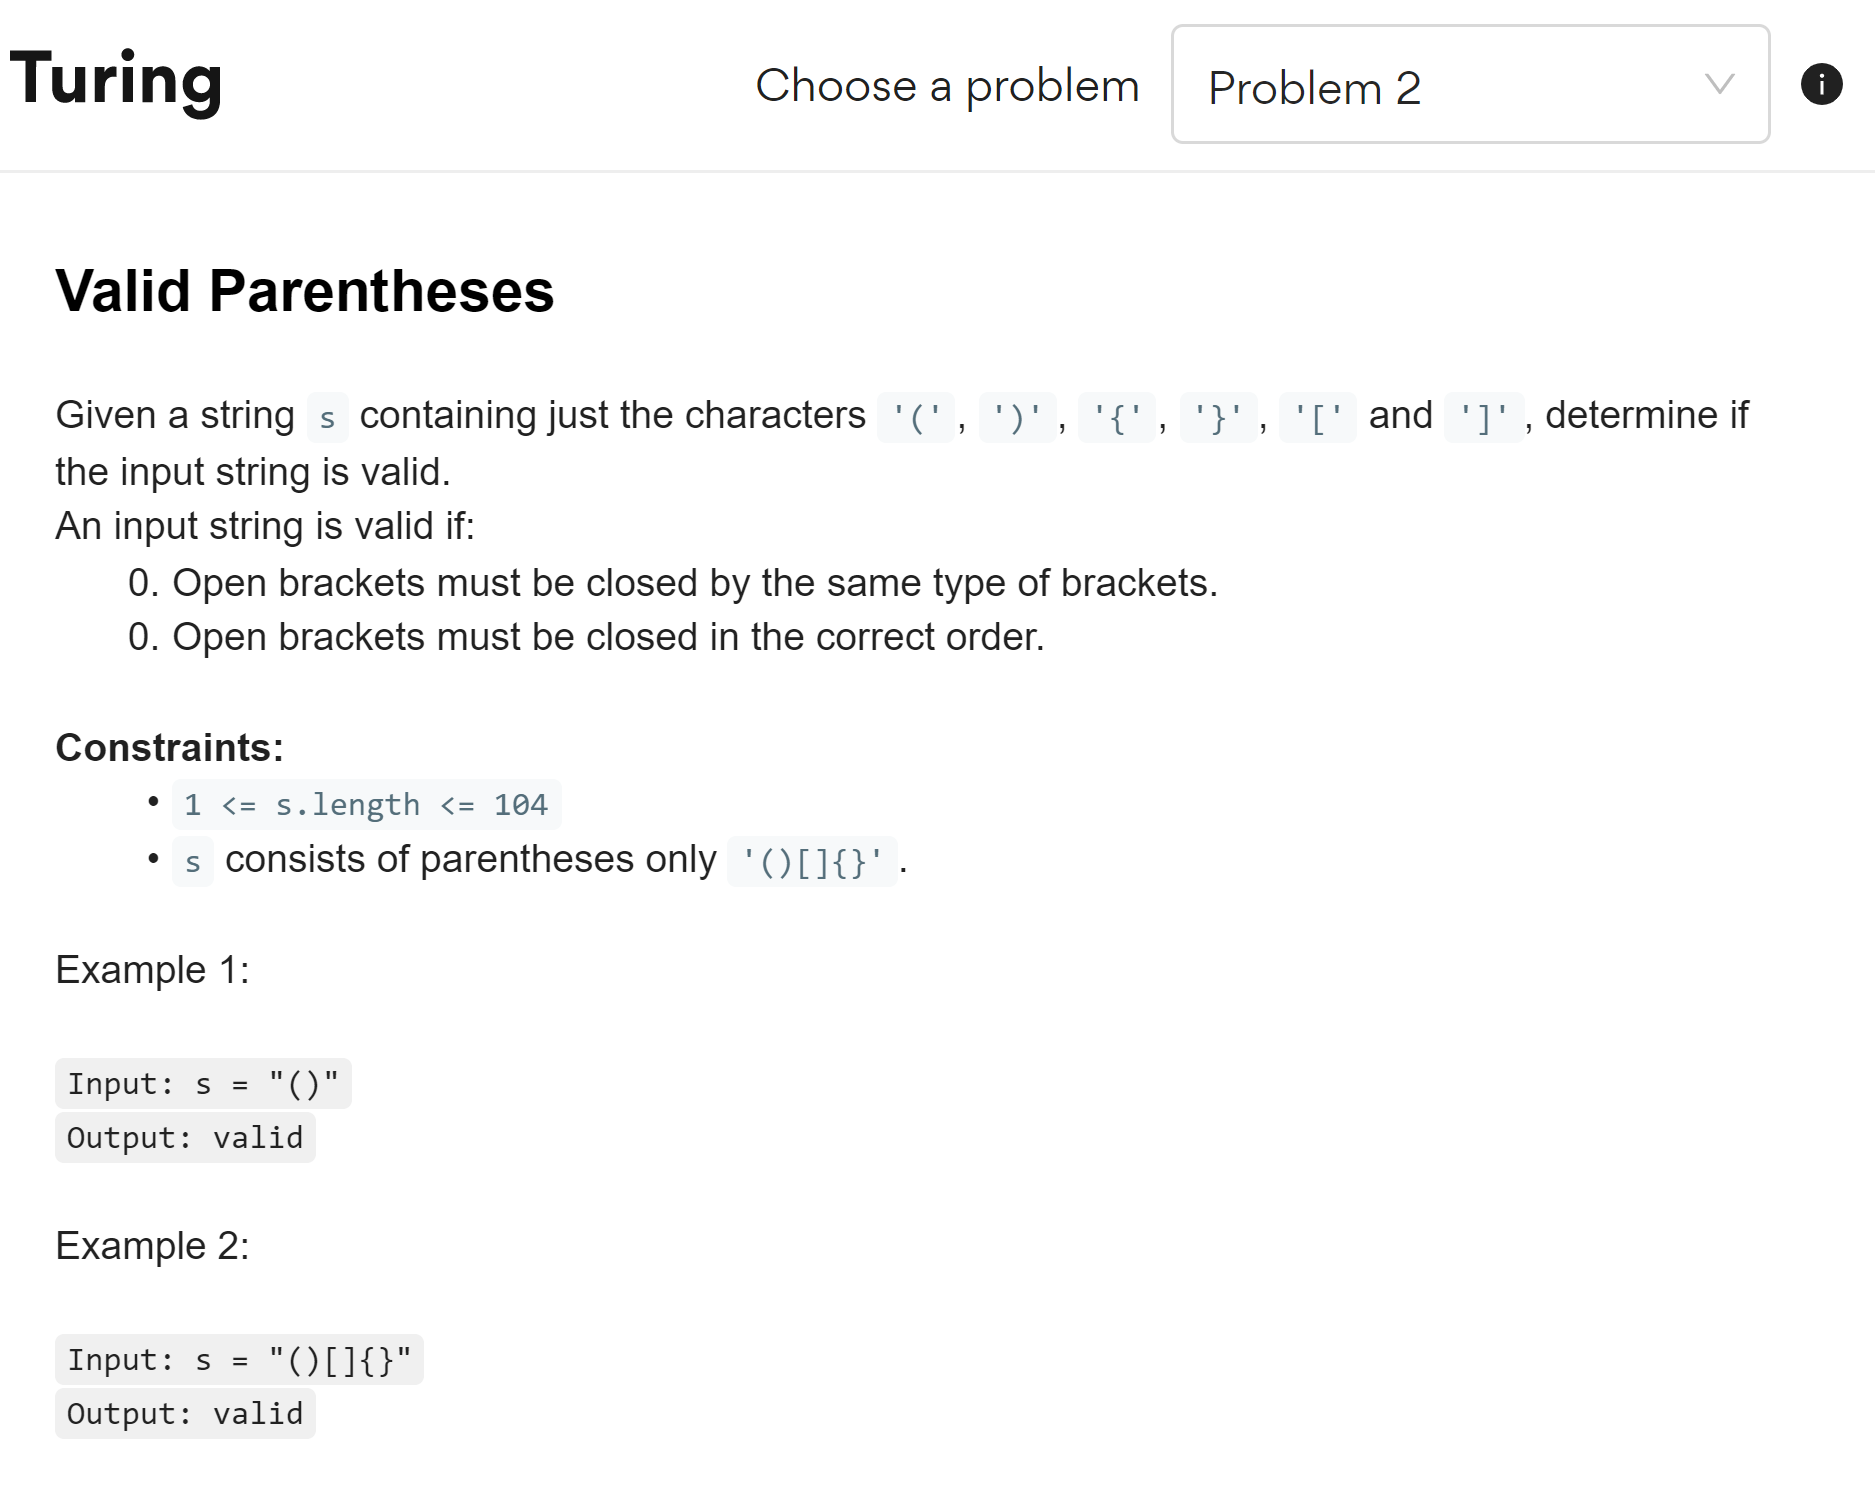 Turing
Choose a problem
Problem 2
i
Valid Parentheses
Given a string s containing just the characters '(', ')', '{', '}', '[' and ']', determine if
the input string is valid.
An input string is valid if:
0. Open brackets must be closed by the same type of brackets.
0. Open brackets must be closed in the correct order.
Constraints:
• 1 <= s.length <= 104
• s consists of parentheses only '()[]{}'.
Example 1:
Input: s = "()"
Output: valid
Example 2:
Input: s = "()[]{}"
Output: valid